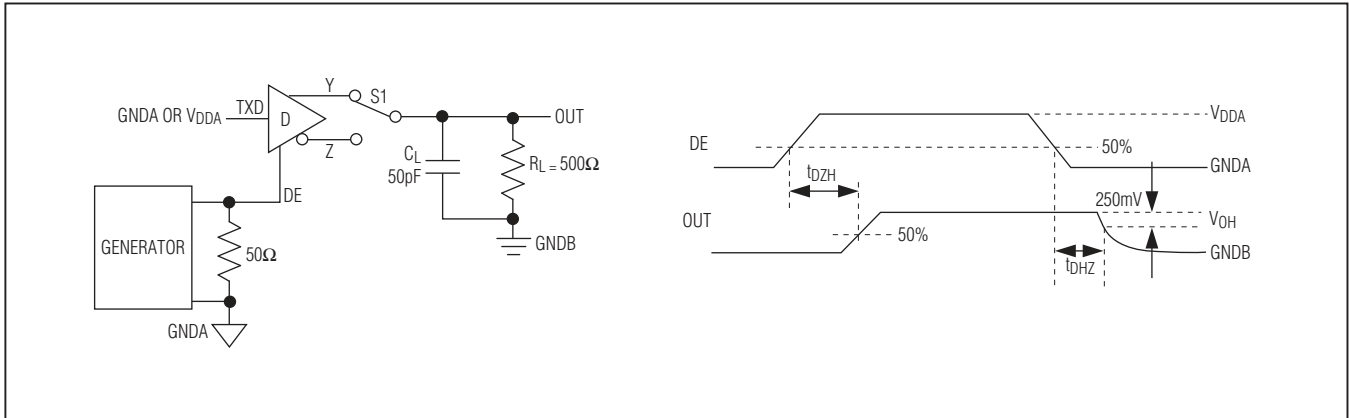 GNDA OR VDDA
TXD
D
Y
Z
S1
OUT
CL
50pF
RL = 500Ω
GNDB
DE
GENERATOR
50Ω
GNDA
DE
VDDA
50%
GNDA
tDZH
250mV
OUT
VOH
50%
GNDB
tDHZ